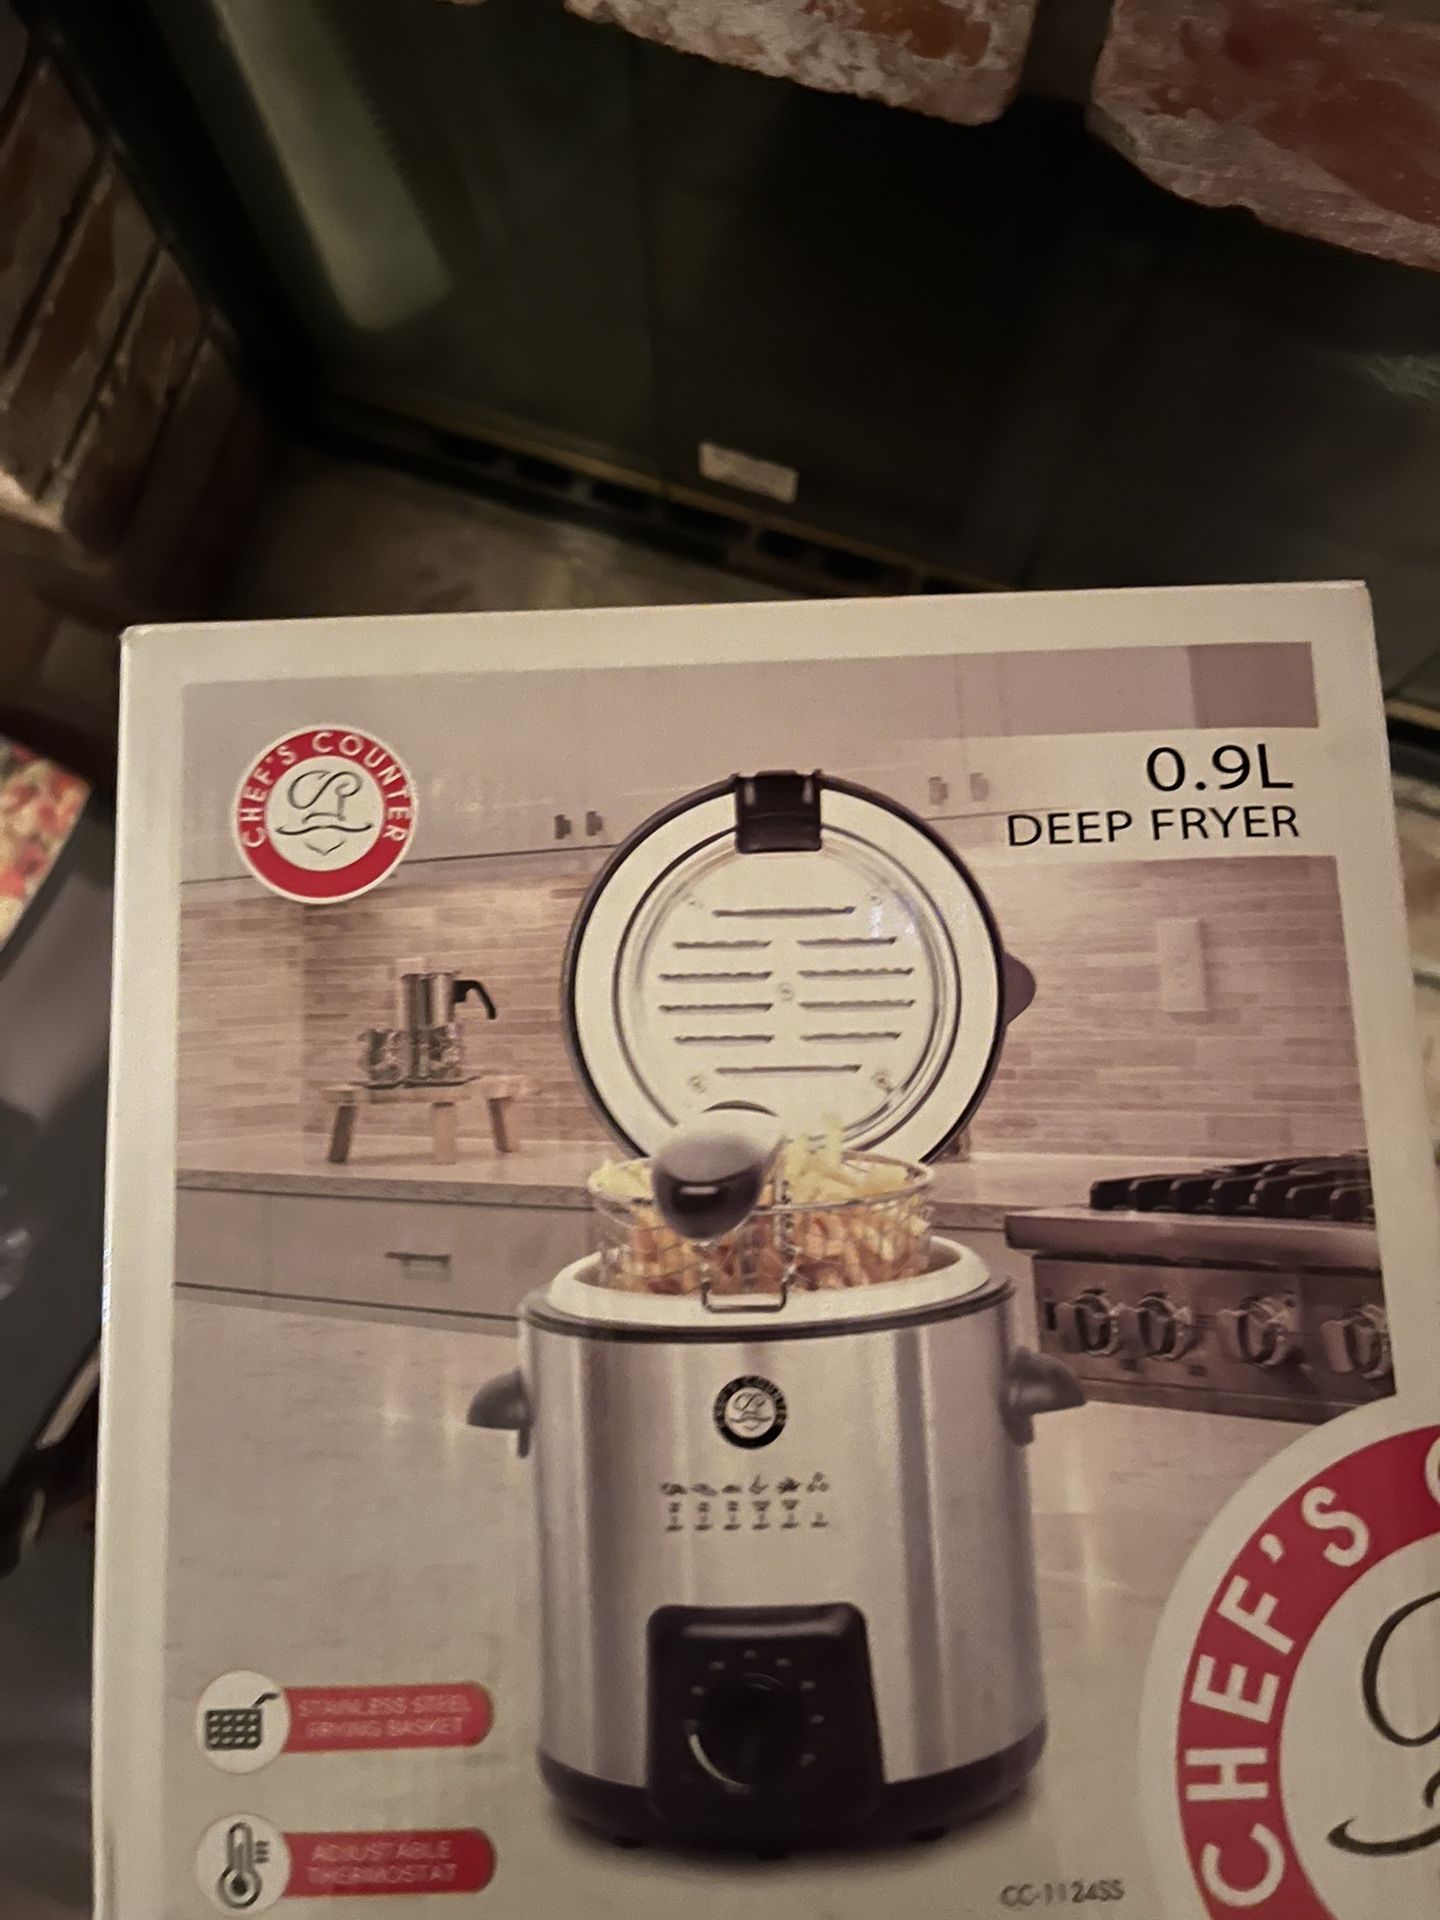 CHEF'S COUNTER
0.9L
DEEP FRYER
STAINLESS STEEL
FRYING BASKET
ADJUSTABLE
THERMOSTAT
CC-1124SS
CHEF'S